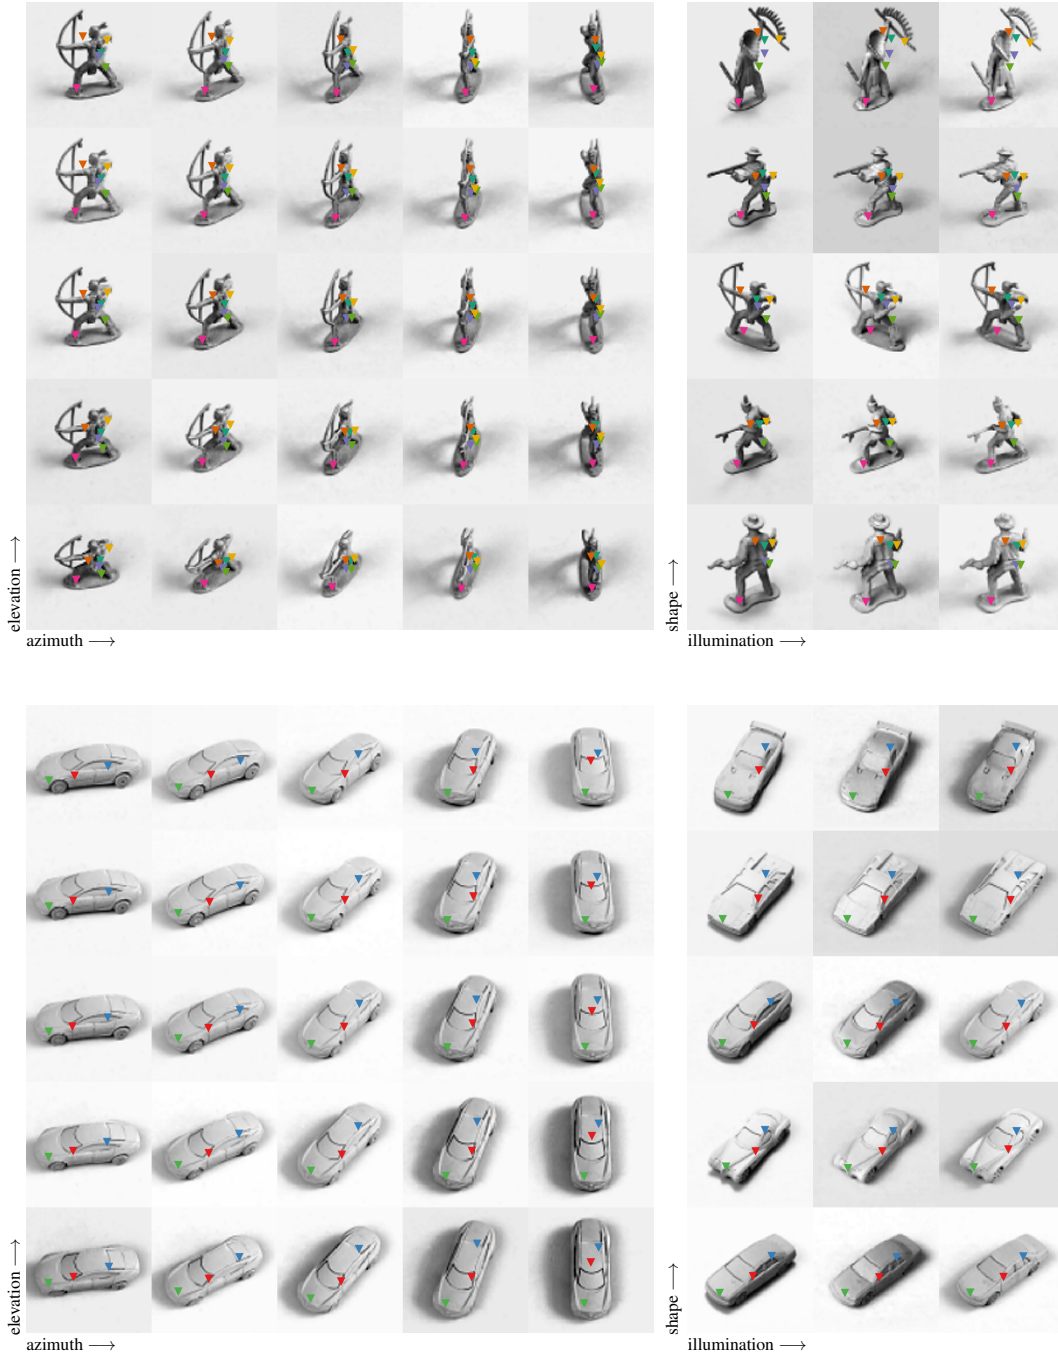 elevation →
azimuth →
shape →
illumination →
elevation →
azimuth →
shape →
illumination →